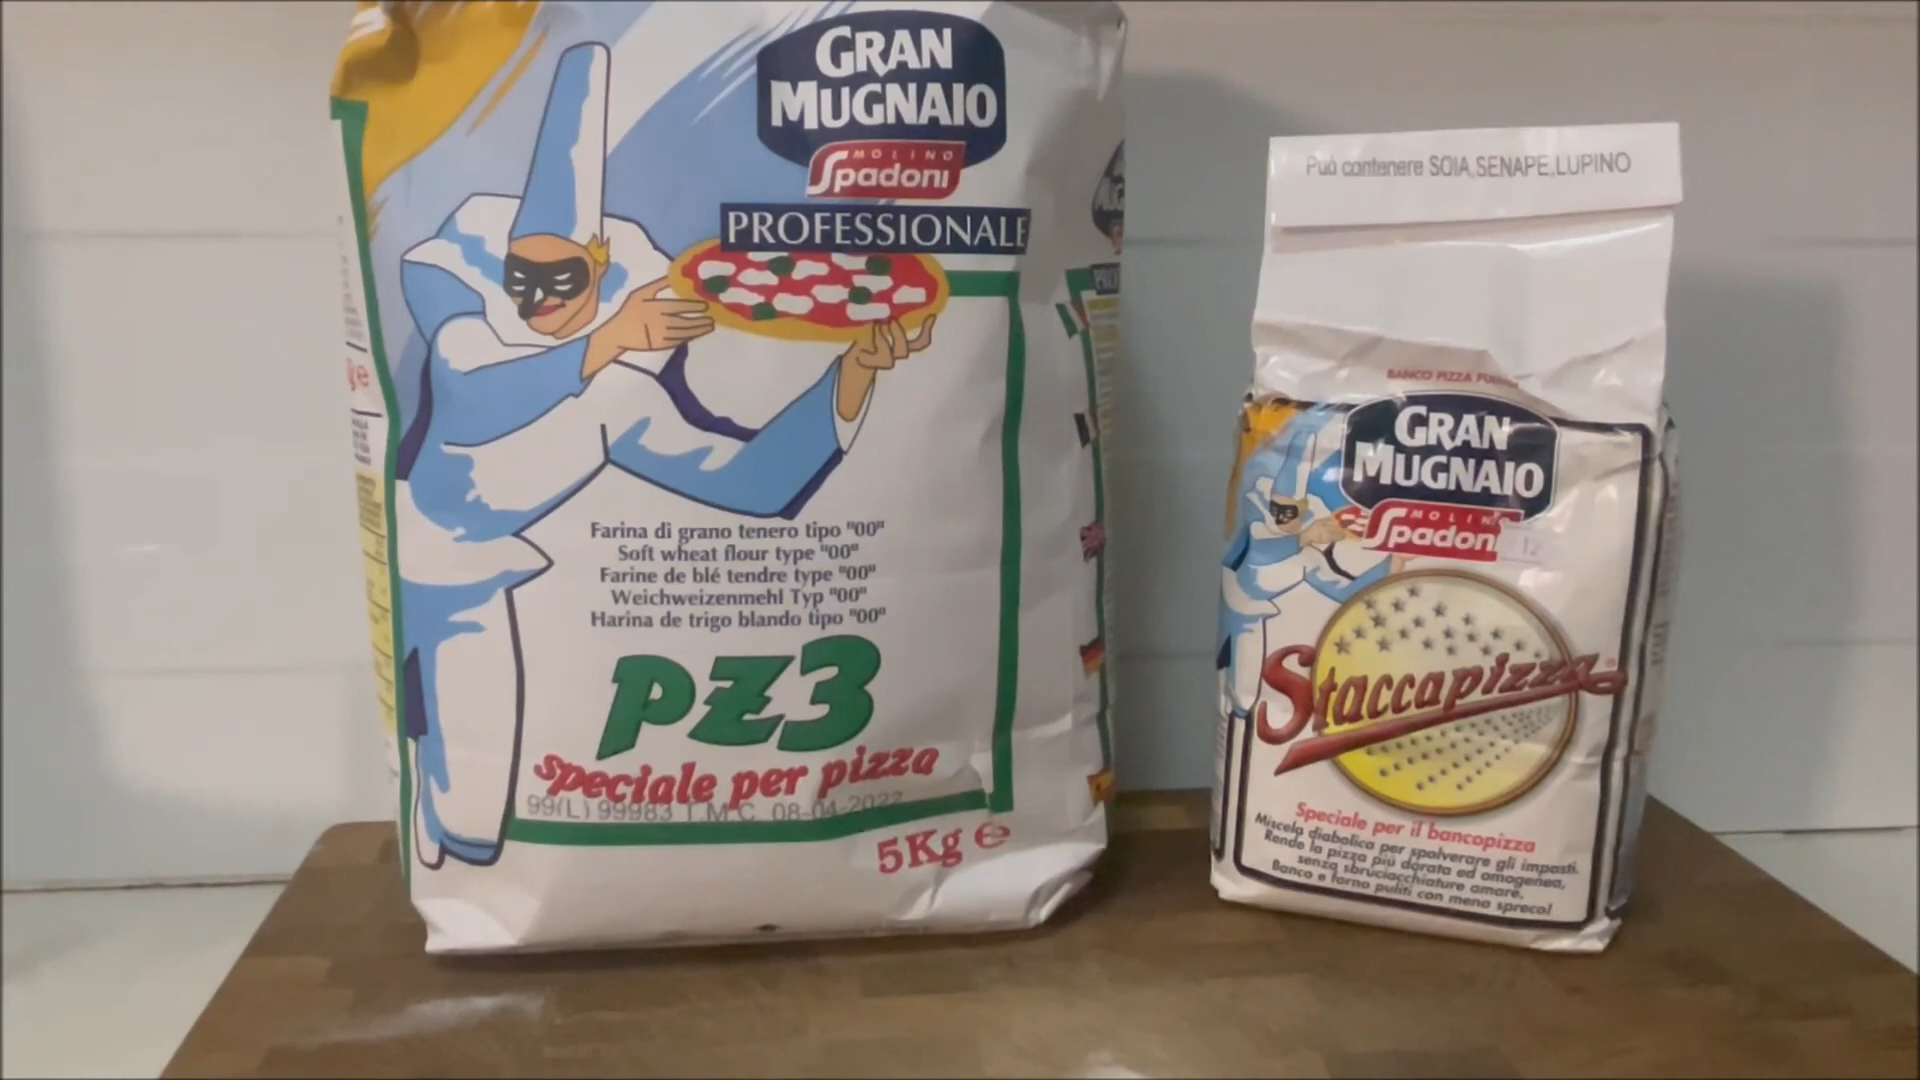 GRAN
MUGNAIO
MOLINO
Spadoni
PROFESSIONALE
Farina di grano tenero tipo "00"
Soft wheat flour type "00"
Farine de blé tendre type "00"
Weichweizenmehl Typ "00"
Harina de trigo blando tipo "00"
PZ3
speciale per pizza
99(L) 99983 T.M.C. 08-04-2022
5Kg e
Può contenere SOIA,SENAPE,LUPINO
BANCO PIZZA
GRAN
MUGNAIO
MOLIN
Spadoni
12
Staccapizza
Speciale per il bancopizza
Miscela diabolica per spolverare gli impasti.
Rende la pizza più dorata ed omogenea,
senza sbruciacchiature amare.
Banco e forno puliti con meno spreco!